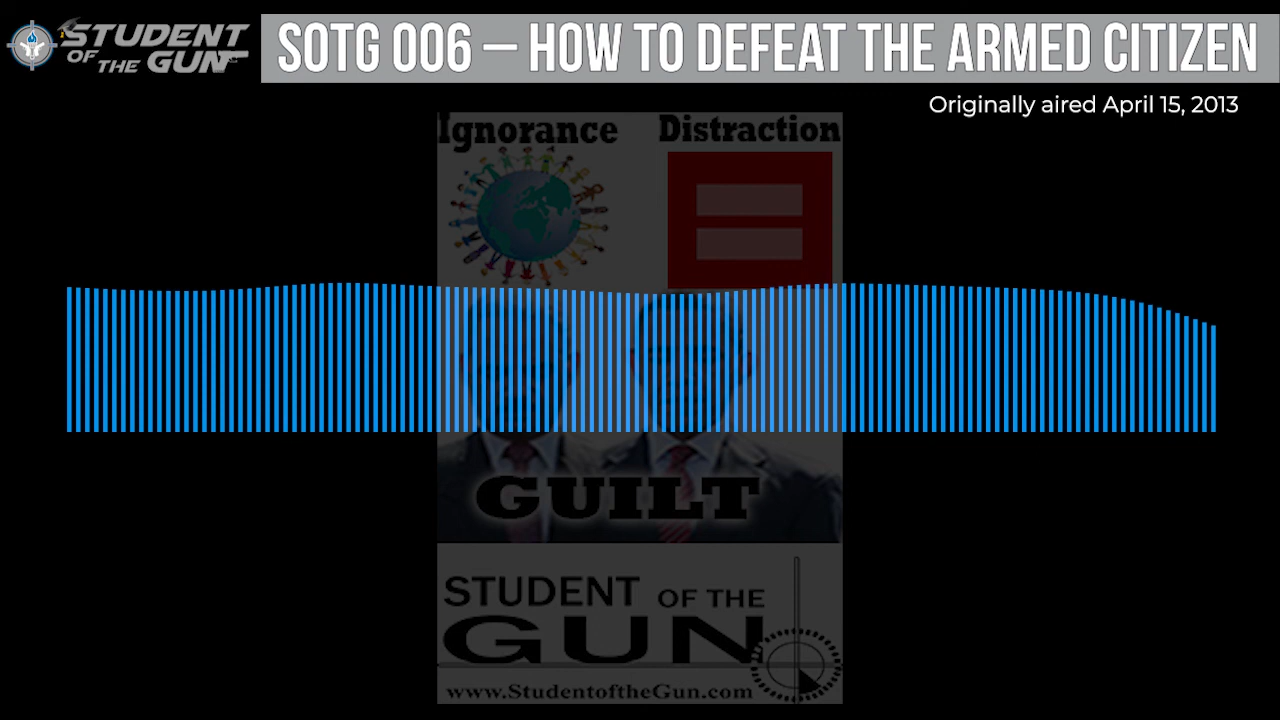 STUDENT
OF THE GUN
SOTG 006 – HOW TO DEFEAT THE ARMED CITIZEN
Originally aired April 15, 2013
Ignorance Distraction
GUILT
STUDENT OF THE
GUN
www.StudentoftheGun.com